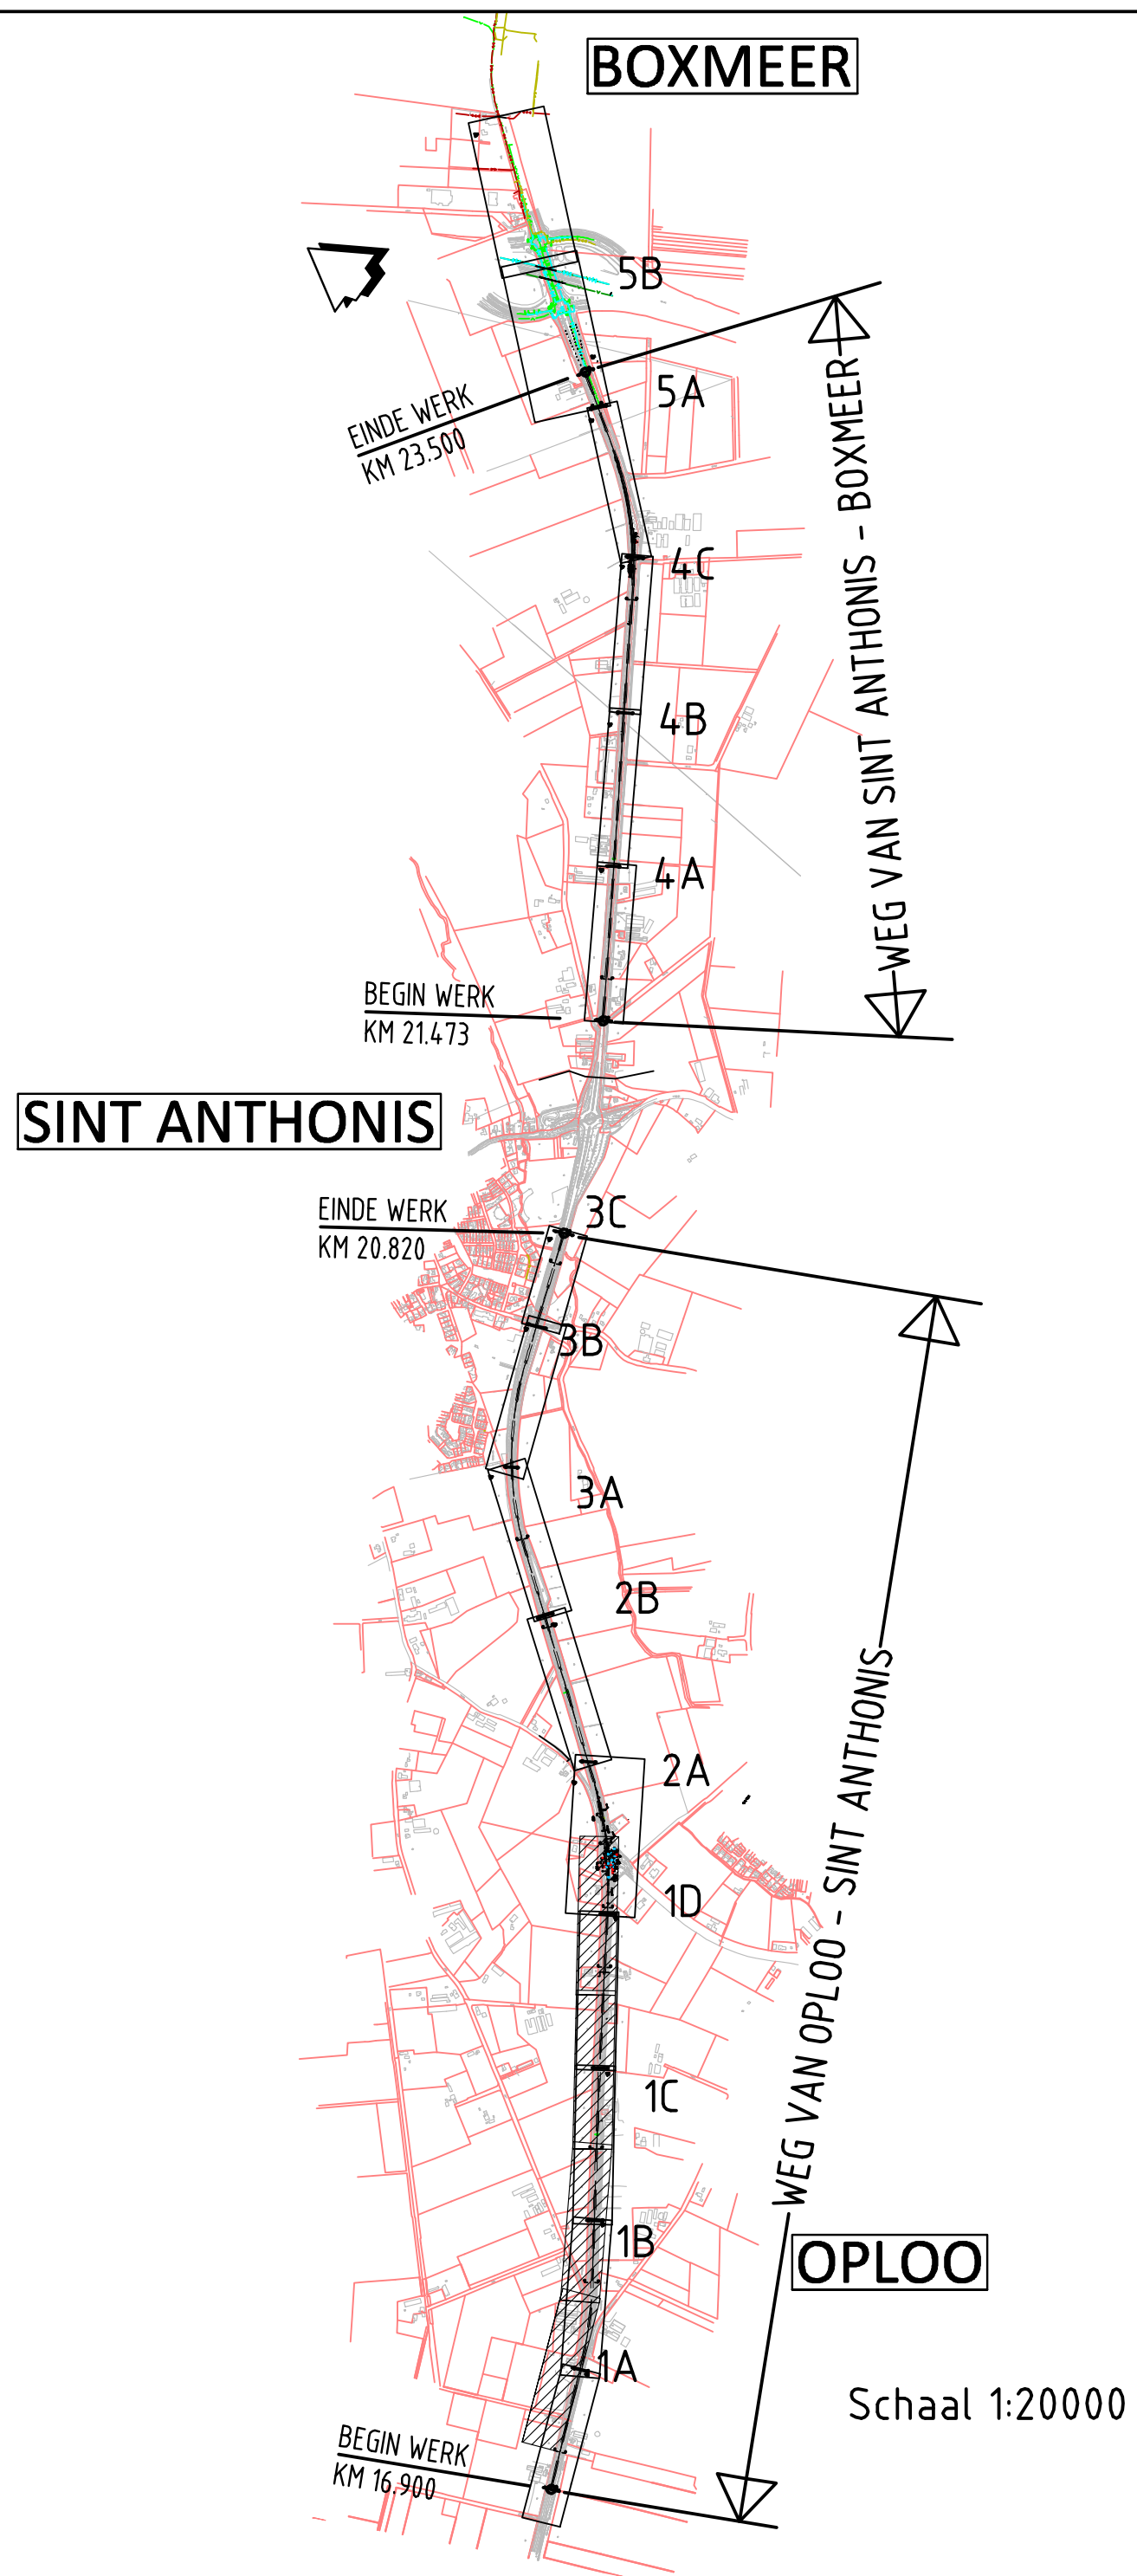 BOXMEER
5B
5A
EINDE WERK
KM 23.500
WEG VAN SINT ANTHONIS - BOXMEER
4C
4B
4A
BEGIN WERK
KM 21.473
SINT ANTHONIS
EINDE WERK
KM 20.820
3C
3B
3A
2B
2A
WEG VAN OPLOO - SINT ANTHONIS
1D
1C
1B
OPLOO
1A
Schaal 1:20000
BEGIN WERK
KM 16.900